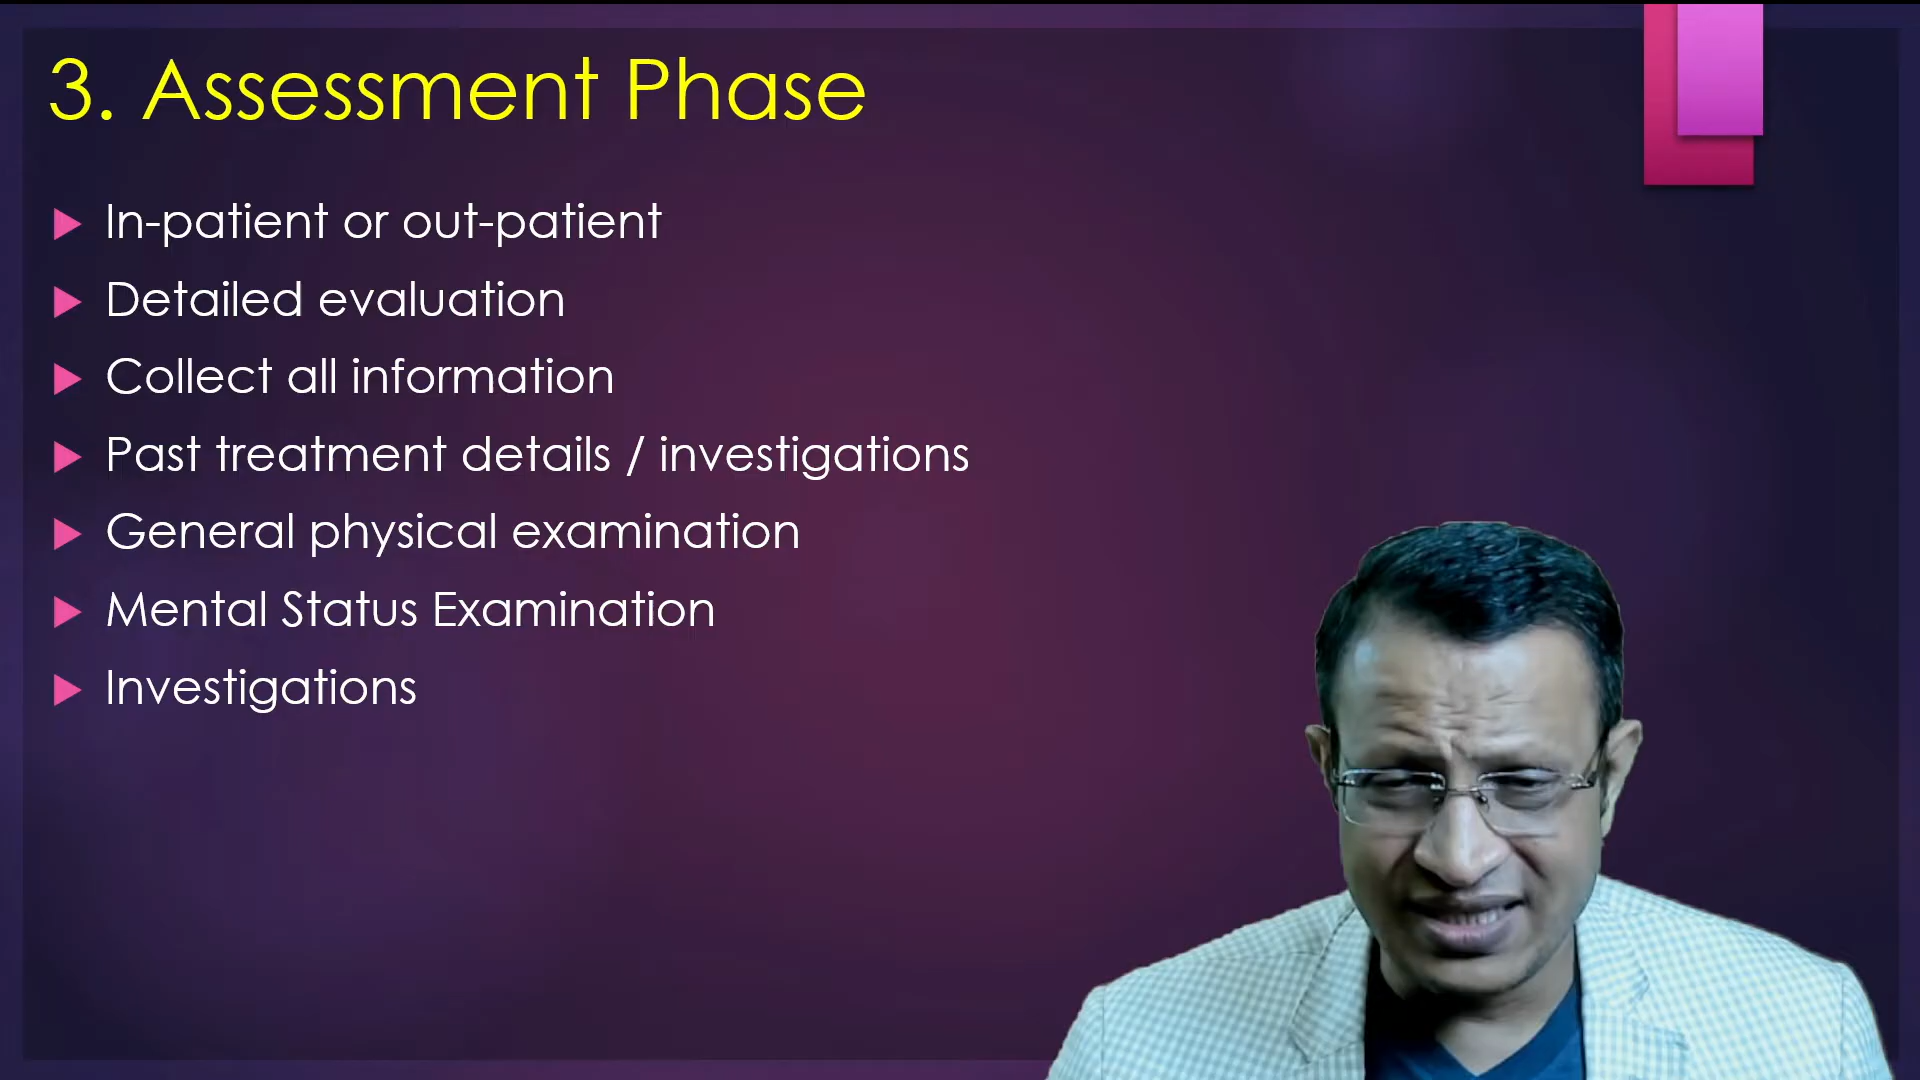 3. Assessment Phase
In-patient or out-patient
Detailed evaluation
Collect all information
Past treatment details / investigations
General physical examination
Mental Status Examination
Investigations